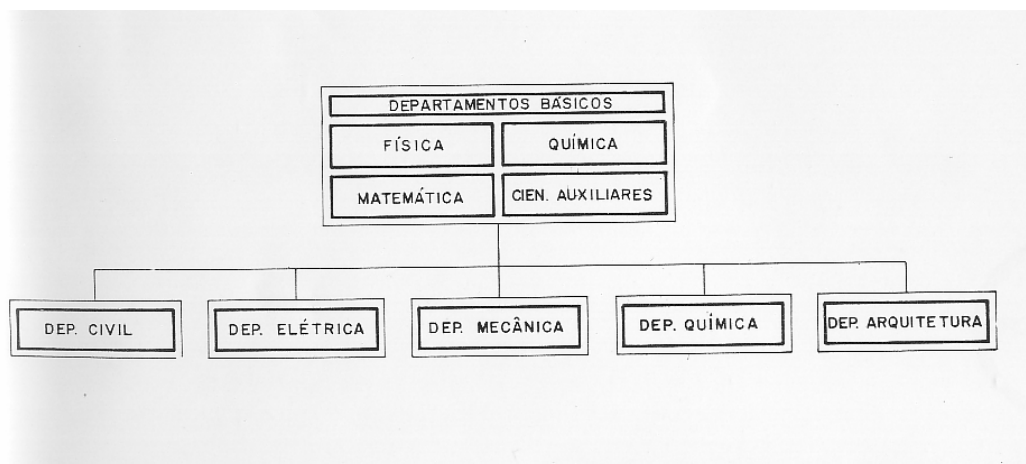 DEPARTAMENTOS BÁSICOS
FÍSICA
QUÍMICA
MATEMÁTICA
CIEN. AUXILIARES
DEP. CIVIL
DEP. ELÉTRICA
DEP. MECÂNICA
DEP. QUÍMICA
DEP. ARQUITETURA